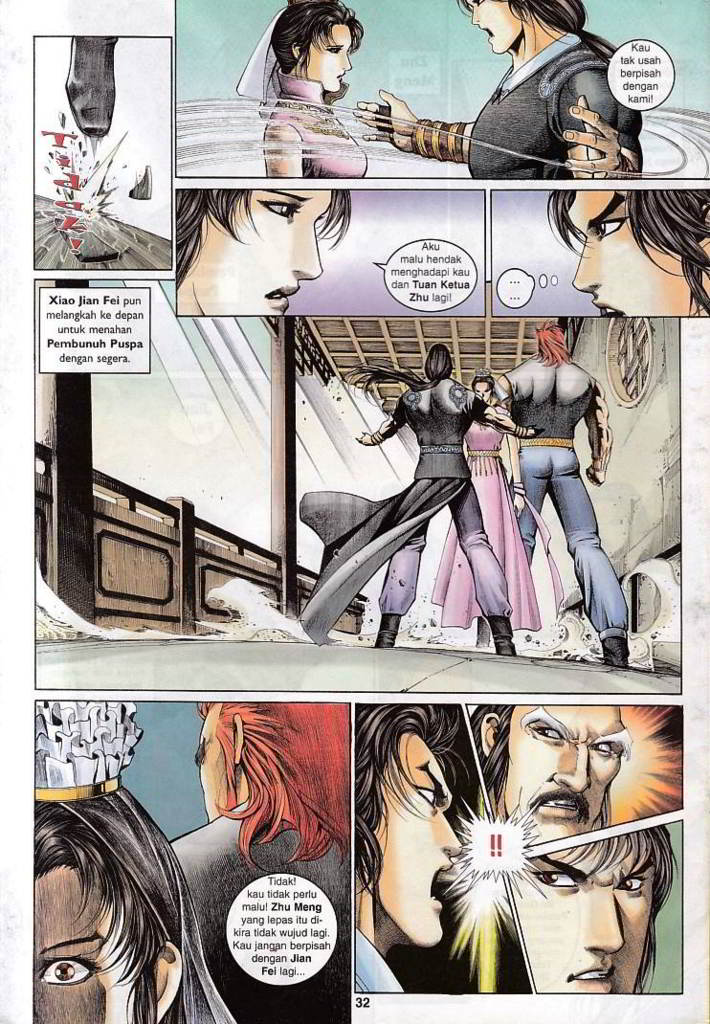 Kau
tak usah
berpisah
dengan
kami!
Tidak!
Aku
malu hendak
menghadapi kau
dan Tuan Ketua
Zhu lagi!
...
...
Xiao Jian Fei pun
melangkah ke depan
untuk menahan
Pembunuh Puspa
dengan segera.
Tidak!
kau tidak perlu
malu! Zhu Meng
yang lepas itu di-
kira tidak wujud lagi.
Kau jangan berpisah
dengan Jian
Fei lagi...
!!
32